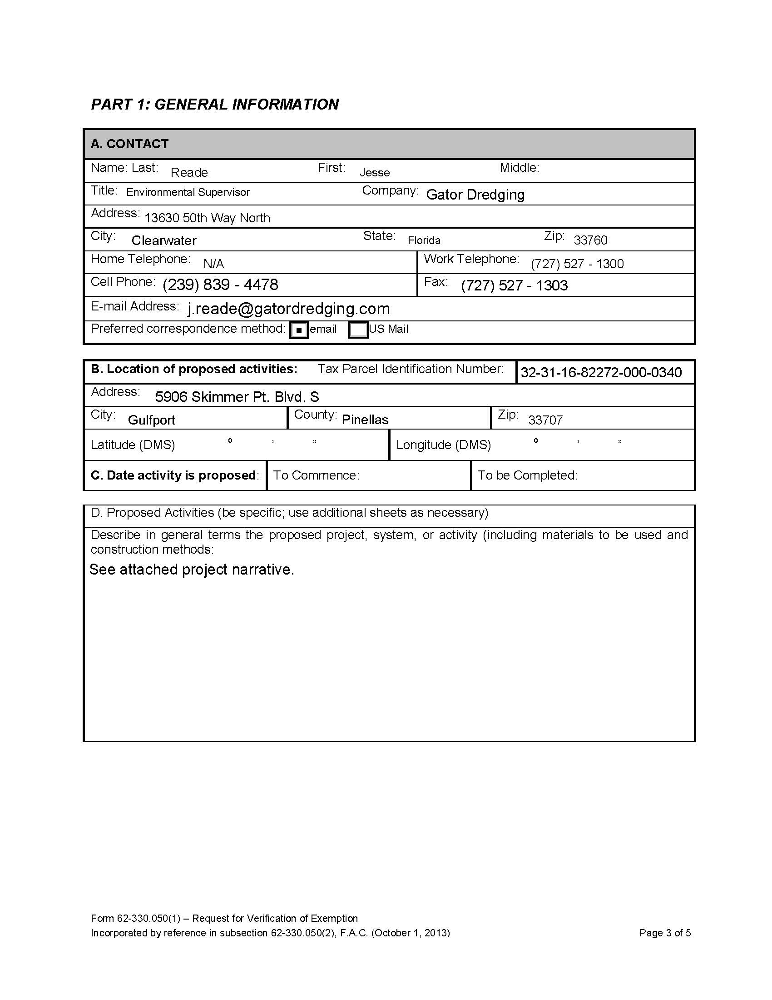 PART 1: GENERAL INFORMATION
A. CONTACT
Name: Last: Reade First: Jesse Middle:
Title: Environmental Supervisor Company: Gator Dredging
Address: 13630 50th Way North
City: Clearwater State: Florida Zip: 33760
Home Telephone: N/A Work Telephone: (727) 527 - 1300
Cell Phone: (239) 839 - 4478 Fax: (727) 527 - 1303
E-mail Address: j.reade@gatordredging.com
Preferred correspondence method: ▪ email US Mail
B. Location of proposed activities: Tax Parcel Identification Number: 32-31-16-82272-000-0340
Address: 5906 Skimmer Pt. Blvd. S
City: Gulfport County: Pinellas Zip: 33707
Latitude (DMS) º ’ ” Longitude (DMS) º ’ ”
C. Date activity is proposed: To Commence: To be Completed:
D. Proposed Activities (be specific; use additional sheets as necessary)
Describe in general terms the proposed project, system, or activity (including materials to be used and
construction methods:
See attached project narrative.
Form 62-330.050(1) – Request for Verification of Exemption
Incorporated by reference in subsection 62-330.050(2), F.A.C. (October 1, 2013) Page 3 of 5